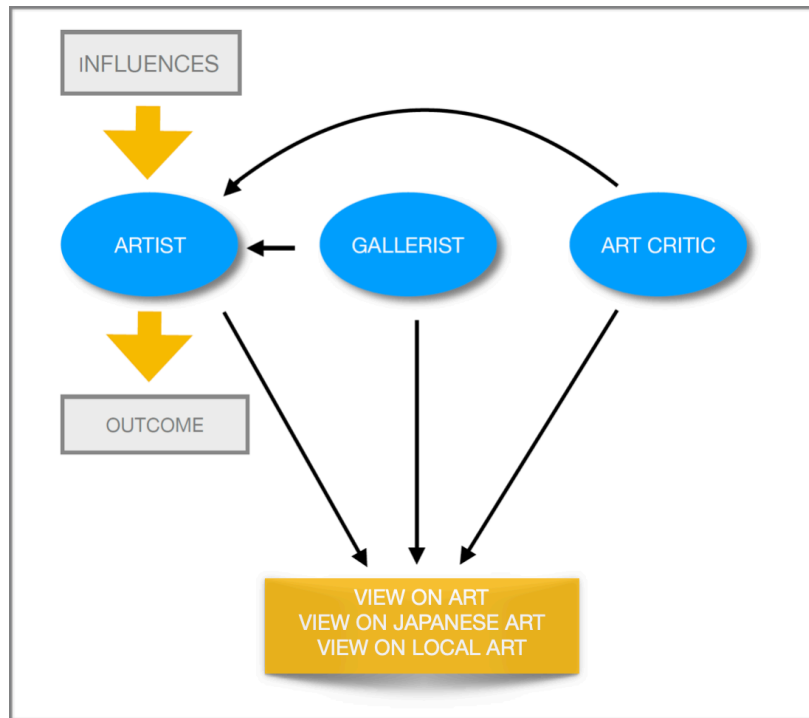 INFLUENCES
ARTIST
GALLERIST
ART CRITIC
OUTCOME
VIEW ON ART
VIEW ON JAPANESE ART
VIEW ON LOCAL ART